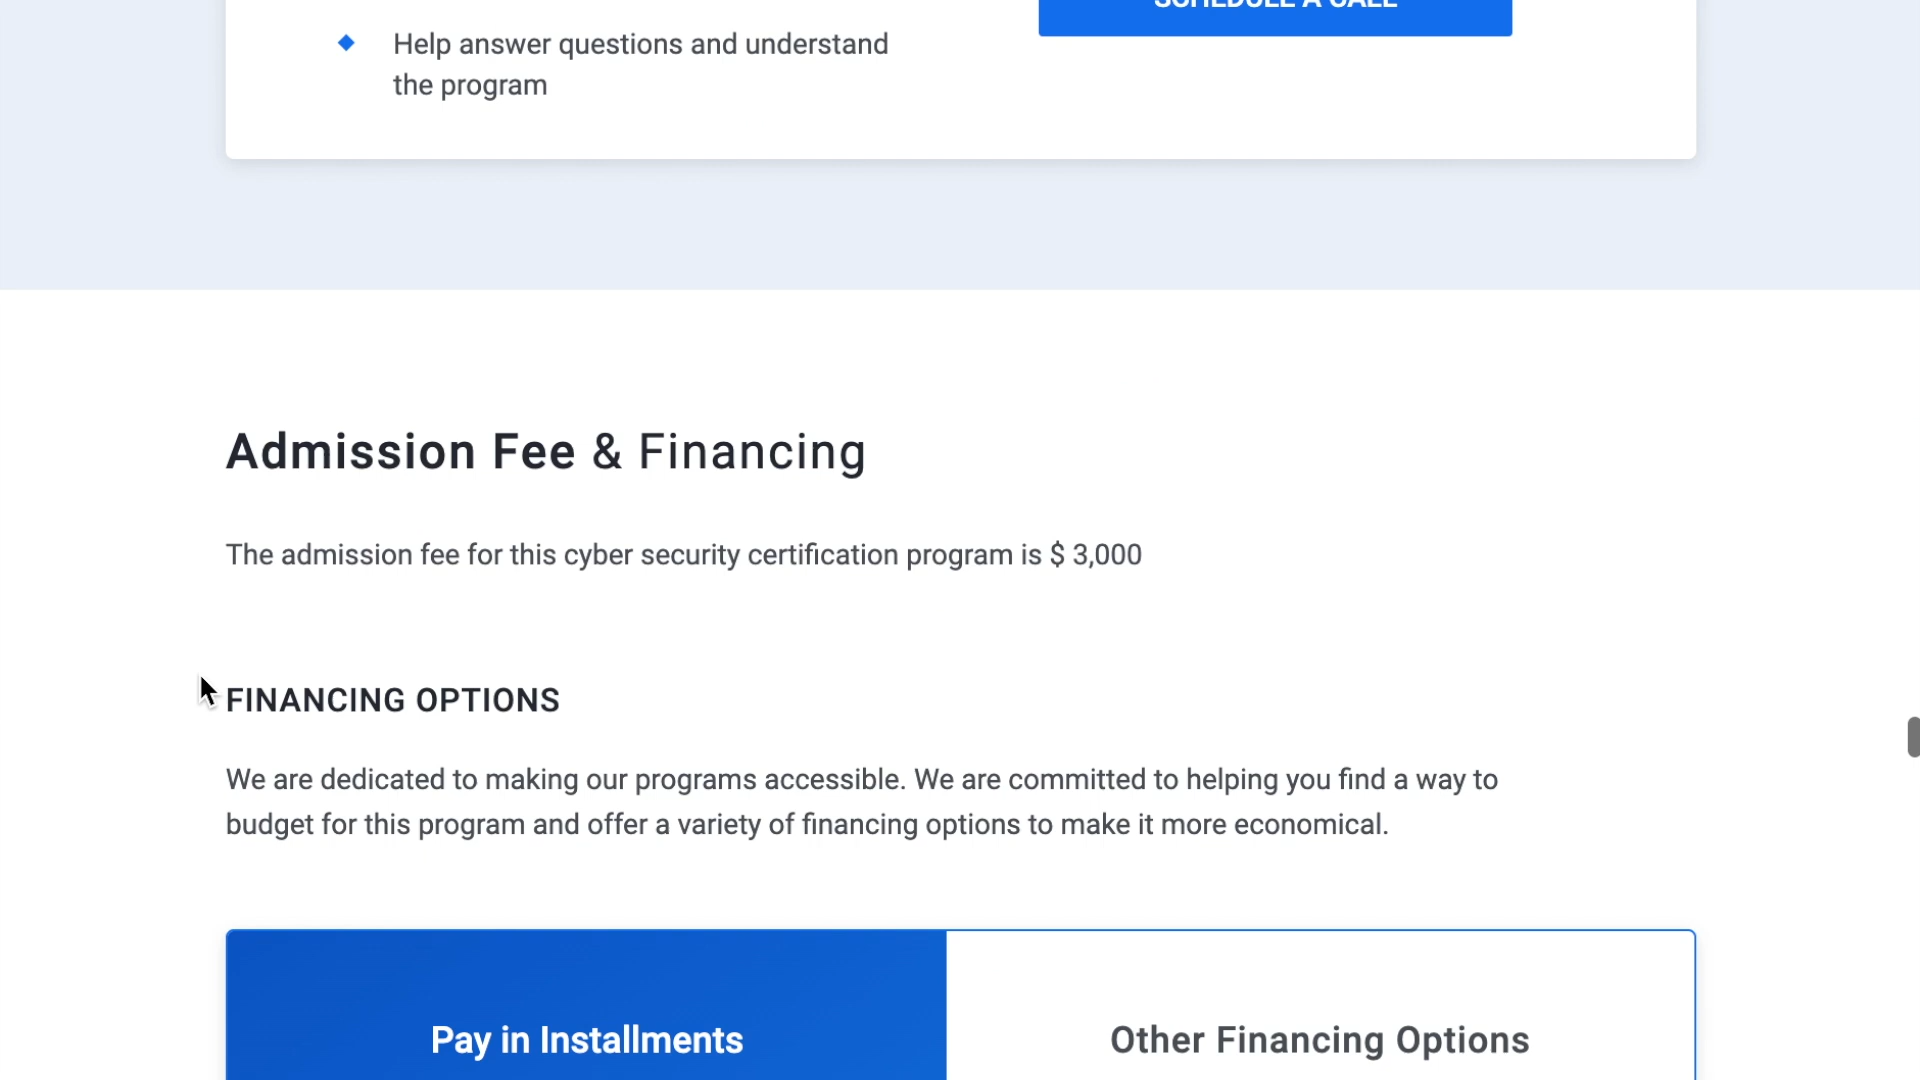 SCHEDULE A CALL
Help answer questions and understand
the program
Admission Fee & Financing
The admission fee for this cyber security certification program is $ 3,000
FINANCING OPTIONS
We are dedicated to making our programs accessible. We are committed to helping you find a way to
budget for this program and offer a variety of financing options to make it more economical.
Pay in Installments
Other Financing Options